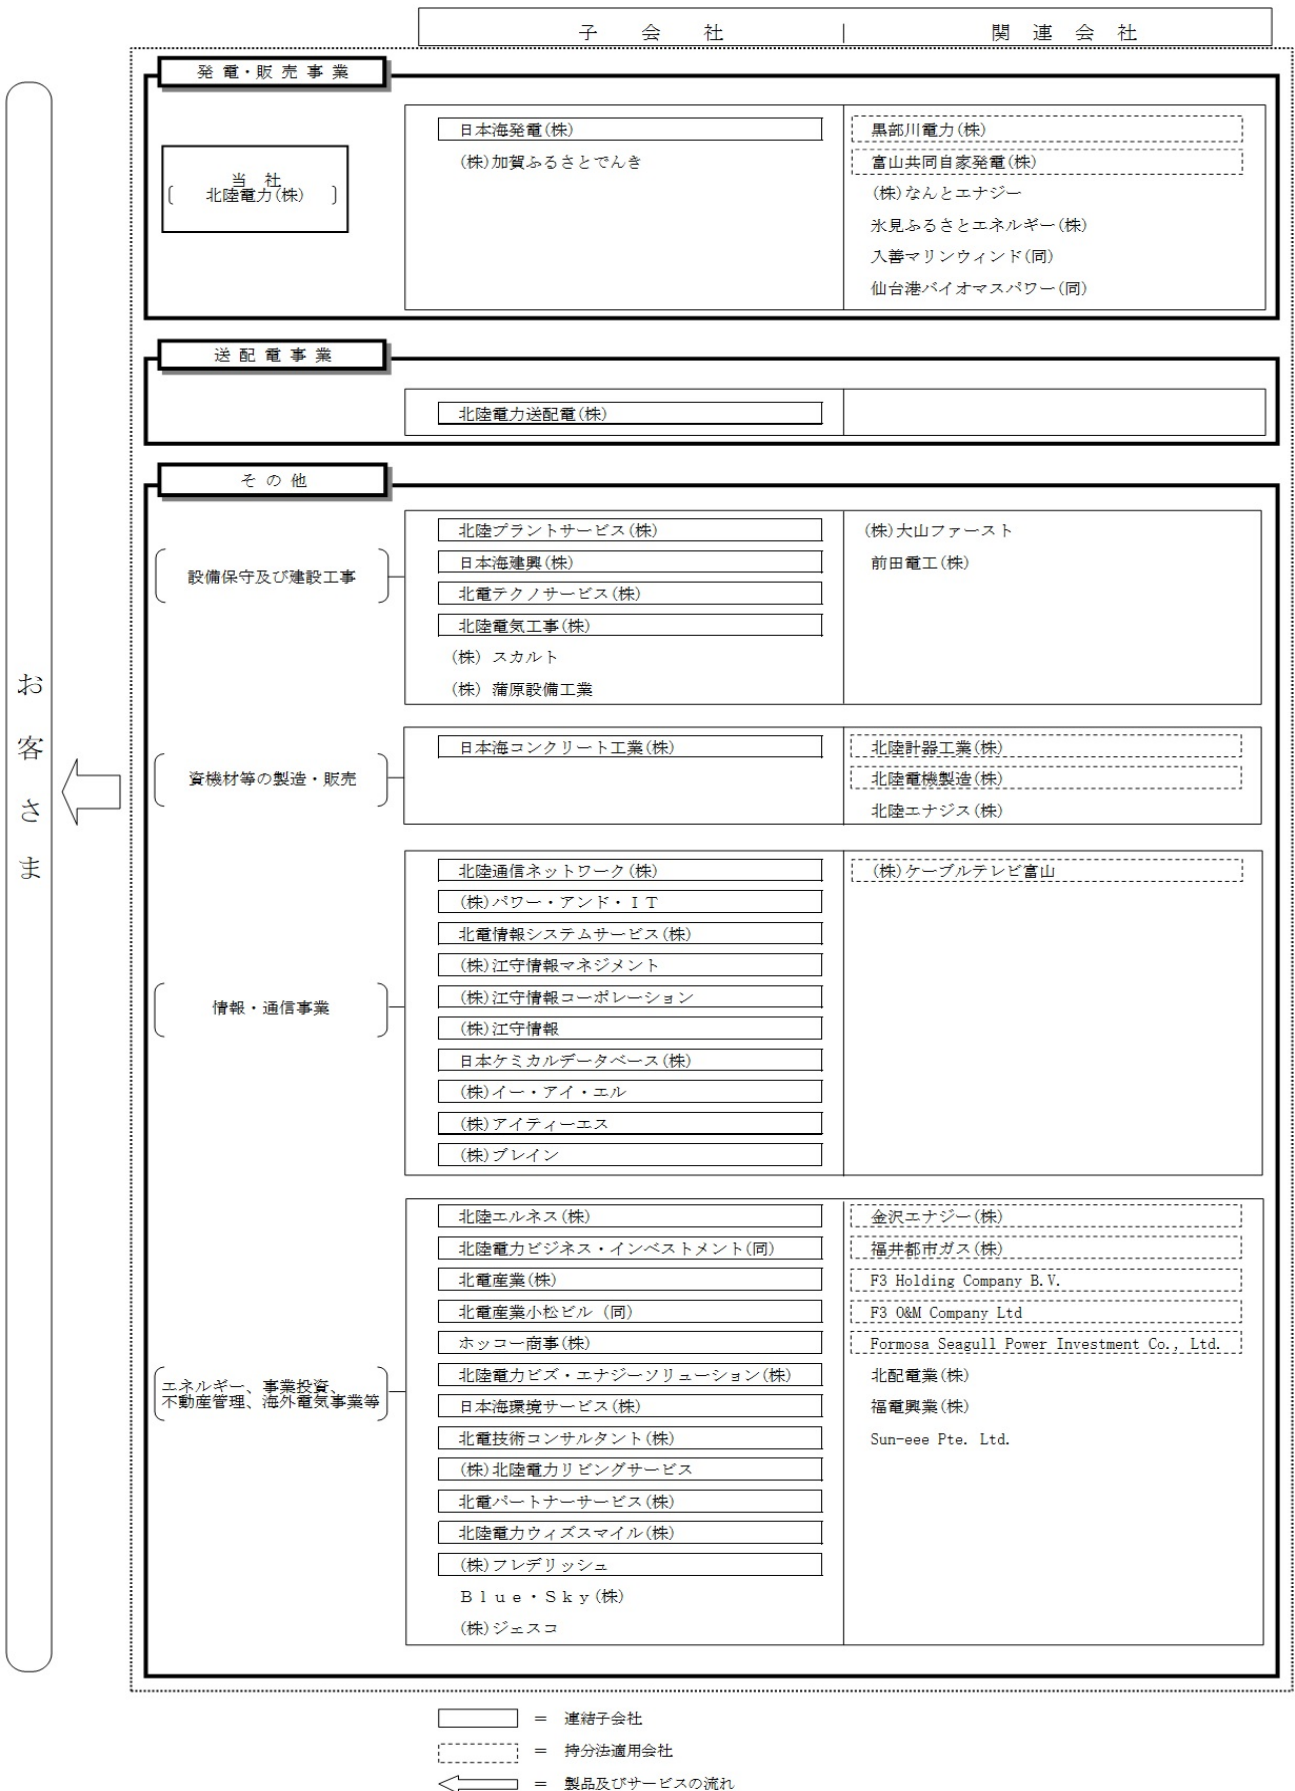 子　会　社　｜　関　連　会　社
発 電・販 売 事 業
当　社
北陸電力(株)
日本海発電(株)
(株)加賀ふるさとでんき
黒部川電力(株)
富山共同自家発電(株)
(株)なんとエナジー
氷見ふるさとエネルギー(株)
入善マリンウィンド(同)
仙台港バイオマスパワー(同)
送 配 電 事 業
北陸電力送配電(株)
そ の 他
設備保守及び建設工事
北陸プラントサービス(株)
日本海建興(株)
北電テクノサービス(株)
北陸電気工事(株)
(株) スカルト
(株) 蒲原設備工業
(株)大山ファースト
前田電工(株)
資機材等の製造・販売
日本海コンクリート工業(株)
北陸計器工業(株)
北陸電機製造(株)
北陸エナジス(株)
情報・通信事業
北陸通信ネットワーク(株)
(株)パワー・アンド・ＩＴ
北電情報システムサービス(株)
(株)江守情報マネジメント
(株)江守情報コーポレーション
(株)江守情報
日本ケミカルデータベース(株)
(株)イー・アイ・エル
(株)アイティーエス
(株)ブレイン
(株)ケーブルテレビ富山
エネルギー、事業投資、
不動産管理、海外電気事業等
北陸エルネス(株)
北陸電力ビジネス・インベストメント(同)
北電産業(株)
北電産業小松ビル (同)
ホッコー商事(株)
北陸電力ビズ・エナジーソリューション(株)
日本海環境サービス(株)
北電技術コンサルタント(株)
(株)北陸電力リビングサービス
北電パートナーサービス(株)
北陸電力ウィズスマイル(株)
(株)フレデリッシュ
Ｂｌｕｅ・Ｓｋｙ(株)
(株)ジェスコ
金沢エナジー(株)
福井都市ガス(株)
F3 Holding Company B.V.
F3 O&M Company Ltd
Formosa Seagull Power Investment Co., Ltd.
北配電業(株)
福電興業(株)
Sun-eee Pte. Ltd.
お客さま
＝ 連結子会社
＝ 持分法適用会社
＝ 製品及びサービスの流れ